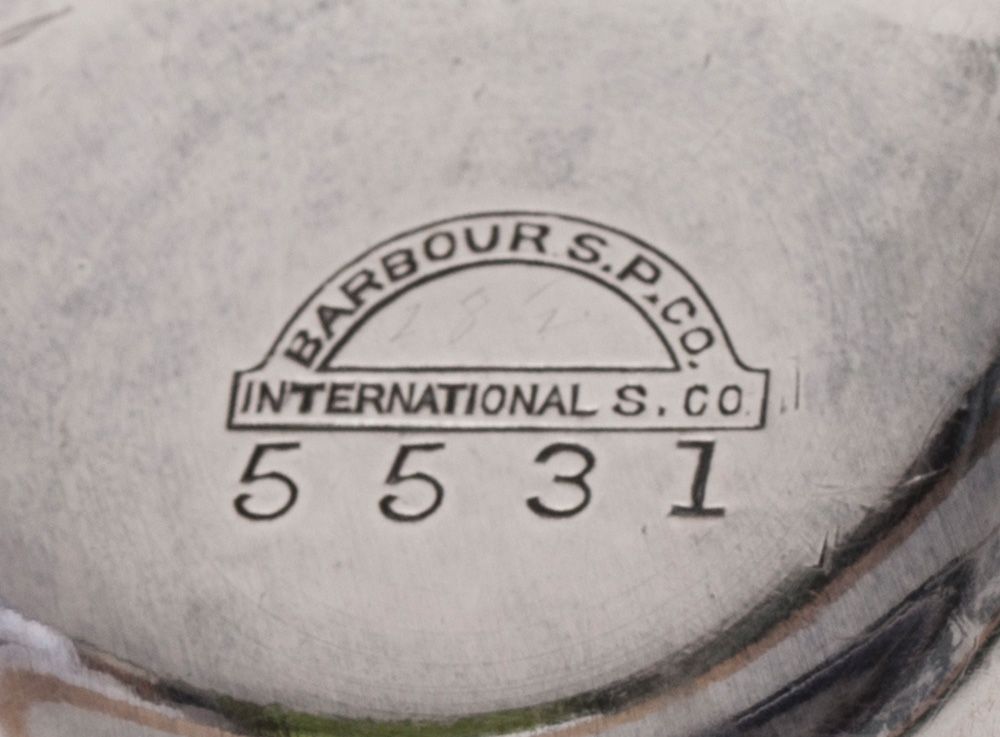 BARBOUR S.P.CO.
INTERNATIONAL S. CO.
5531